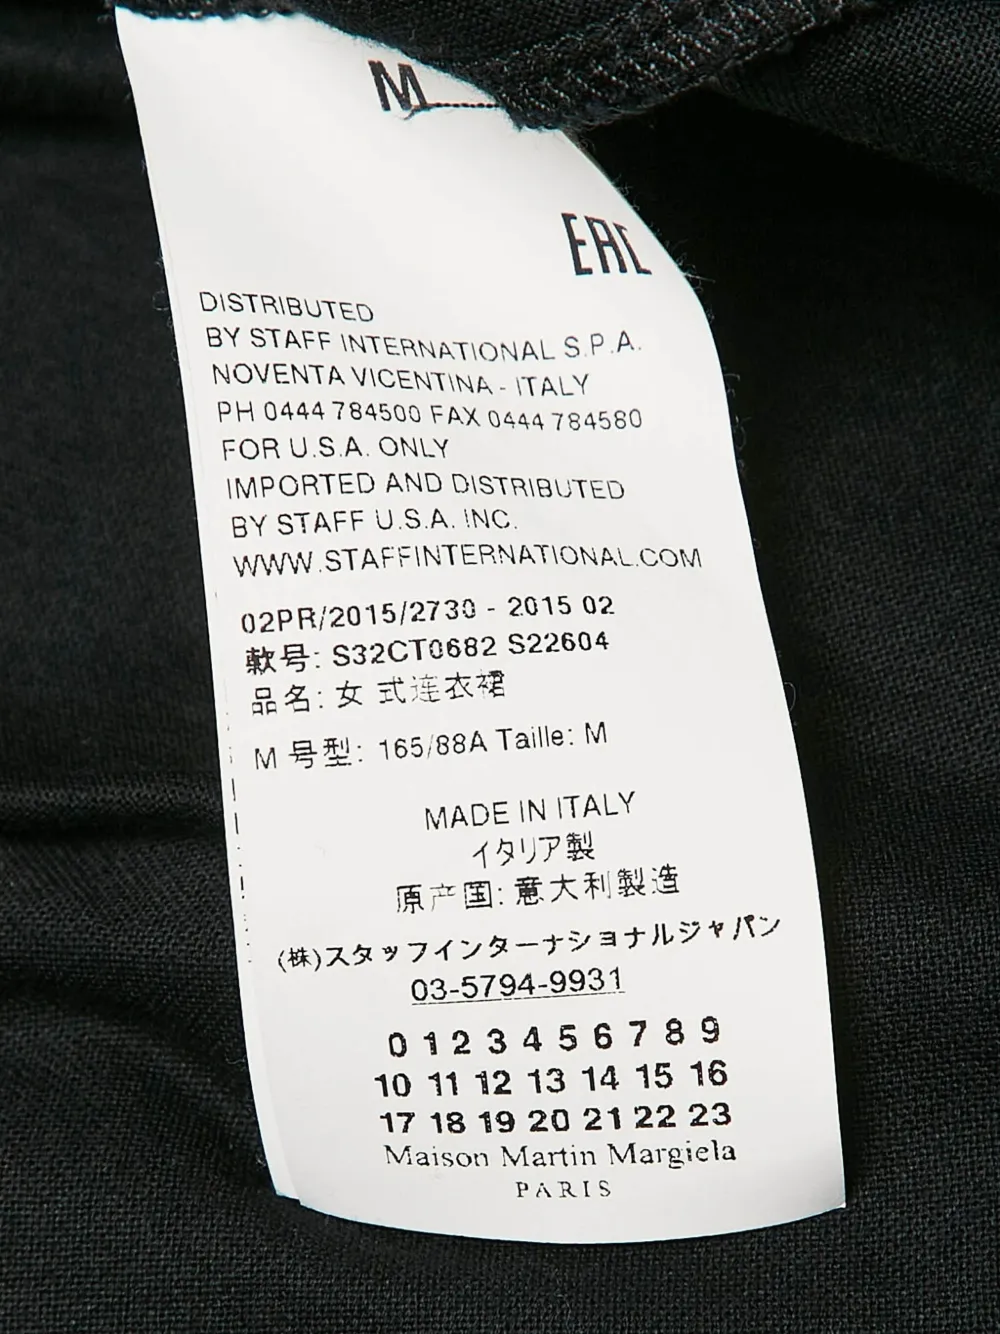 M
EAC
DISTRIBUTED
BY STAFF INTERNATIONAL S.P.A.
NOVENTA VICENTINA - ITALY
PH 0444 784500 FAX 0444 784580
FOR U.S.A. ONLY
IMPORTED AND DISTRIBUTED
BY STAFF U.S.A. INC.
WWW.STAFFINTERNATIONAL.COM
02PR/2015/2730 - 2015 02
款号: S32CT0682 S22604
品名: 女 式连衣裙
M 号型: 165/88A Taille: M
MADE IN ITALY
イタリア製
原产国: 意大利製造
(株)スタッフインターナショナルジャパン
03-5794-9931
0 1 2 3 4 5 6 7 8 9
10 11 12 13 14 15 16
17 18 19 20 21 22 23
Maison Martin Margiela
PARIS